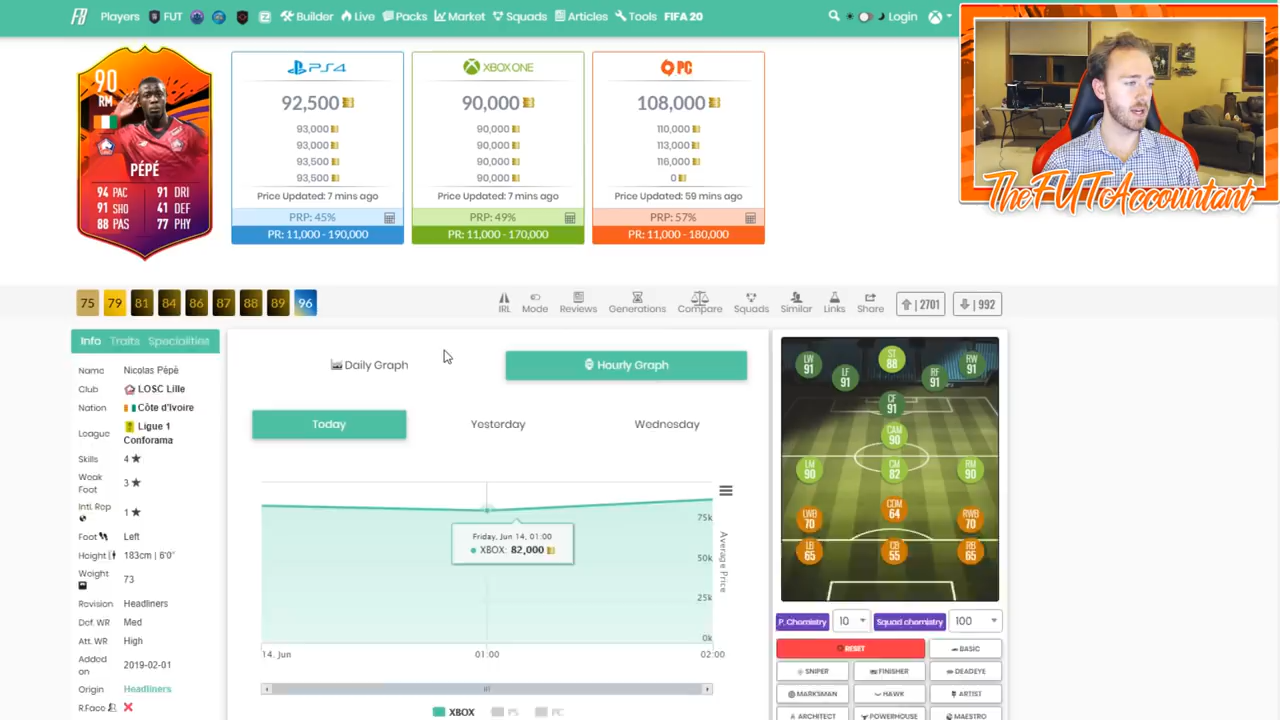 FB Players FUT Builder Live Packs Market Squads Articles Tools FIFA 20 Login
90
RM
PÉPÉ
94 PAC 91 DRI
91 SHO 41 DEF
88 PAS 77 PHY
PS4
92,500
93,000
93,000
93,500
93,500
Price Updated: 7 mins ago
PRP: 45%
PR: 11,000 - 190,000
XBOX ONE
90,000
90,000
90,000
90,000
90,000
Price Updated: 7 mins ago
PRP: 49%
PR: 11,000 - 170,000
PC
108,000
110,000
113,000
116,000
0
Price Updated: 59 mins ago
PRP: 57%
PR: 11,000 - 180,000
TheFUTAccountant
75 79 81 84 86 87 88 89 96
IRL Mode Reviews Generations Compare Squads Similar Links Share 2701 992
Info Traits Specialities
Name Nicolas Pépé
Club LOSC Lille
Nation Côte d'Ivoire
League Ligue 1
Conforama
Skills 4 ★
Weak
Foot 3 ★
Intl. Rep 1 ★
Foot Left
Height 183cm | 6'0"
Weight 73
Revision Headliners
Def. WR Med
Att. WR High
Added
on 2019-02-01
Origin Headliners
R.Face
Daily Graph Hourly Graph
Today Yesterday Wednesday
Friday, Jun 14, 01:00
XBOX: 82,000
75k
50k
25k
0k
Average Price
14. Jun 01:00 02:00
XBOX PS PC
LW
91
LF
91
ST
88
RF
91
RW
91
CF
91
CAM
90
LM
90
CM
82
RM
90
LWB
70
CDM
64
RWB
70
LB
65
CB
55
RB
65
P. Chemistry 10 Squad chemistry 100
RESET BASIC
SNIPER FINISHER DEADEYE
MARKSMAN HAWK ARTIST
ARCHITECT POWERHOUSE MAESTRO